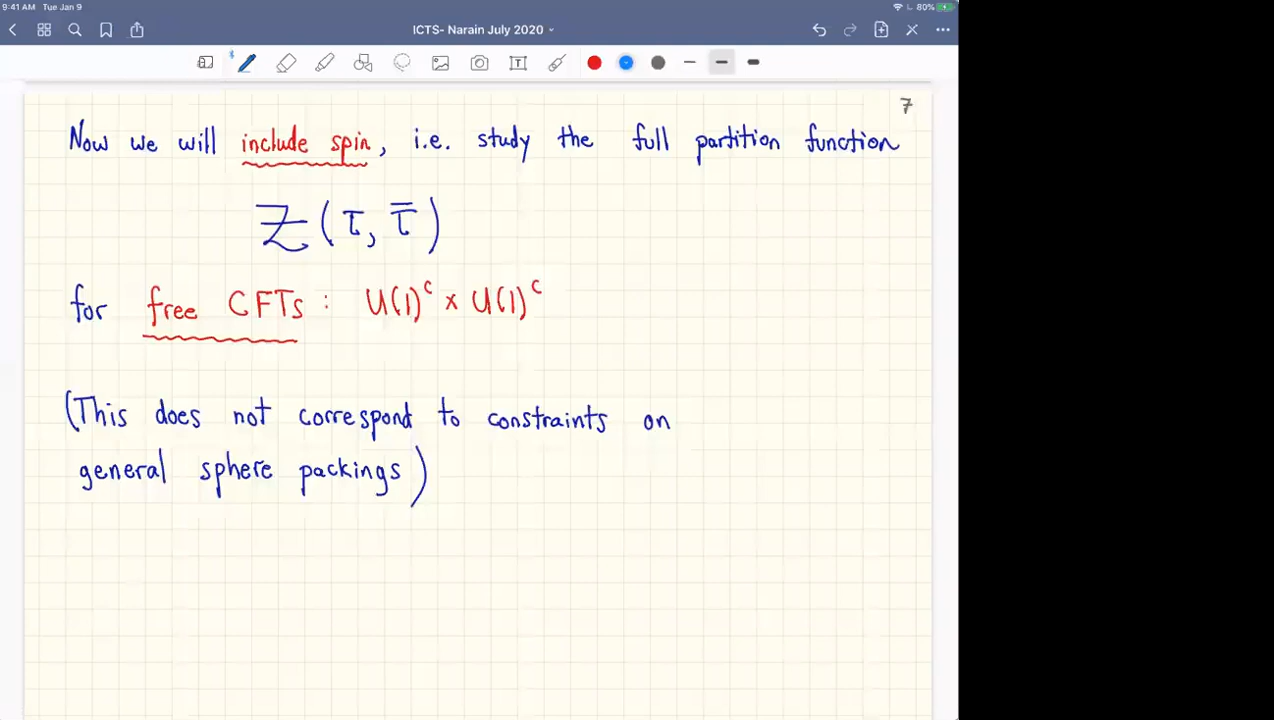 9:41 AM Tue Jan 9
80%
ICTS- Narain July 2020
T
7
Now we will include spin, i.e. study the full partition function
Z(τ, τ̄)
for free CFTs : U(1)^c × U(1)^c
(This does not correspond to constraints on
general sphere packings)